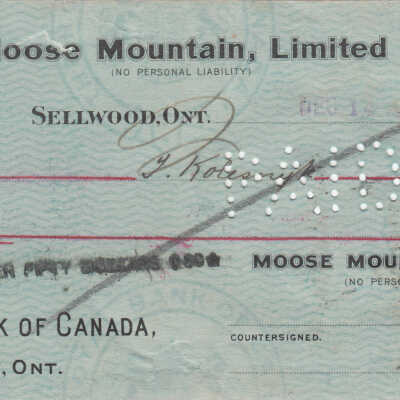 Moose Mountain, Limited
(NO PERSONAL LIABILITY)
SELLWOOD, ONT. DEC 1
PAID
FIFTY DOLLARS
MOOSE MOU
(NO PERSO
K OF CANADA,
COUNTERSIGNED.
, ONT.